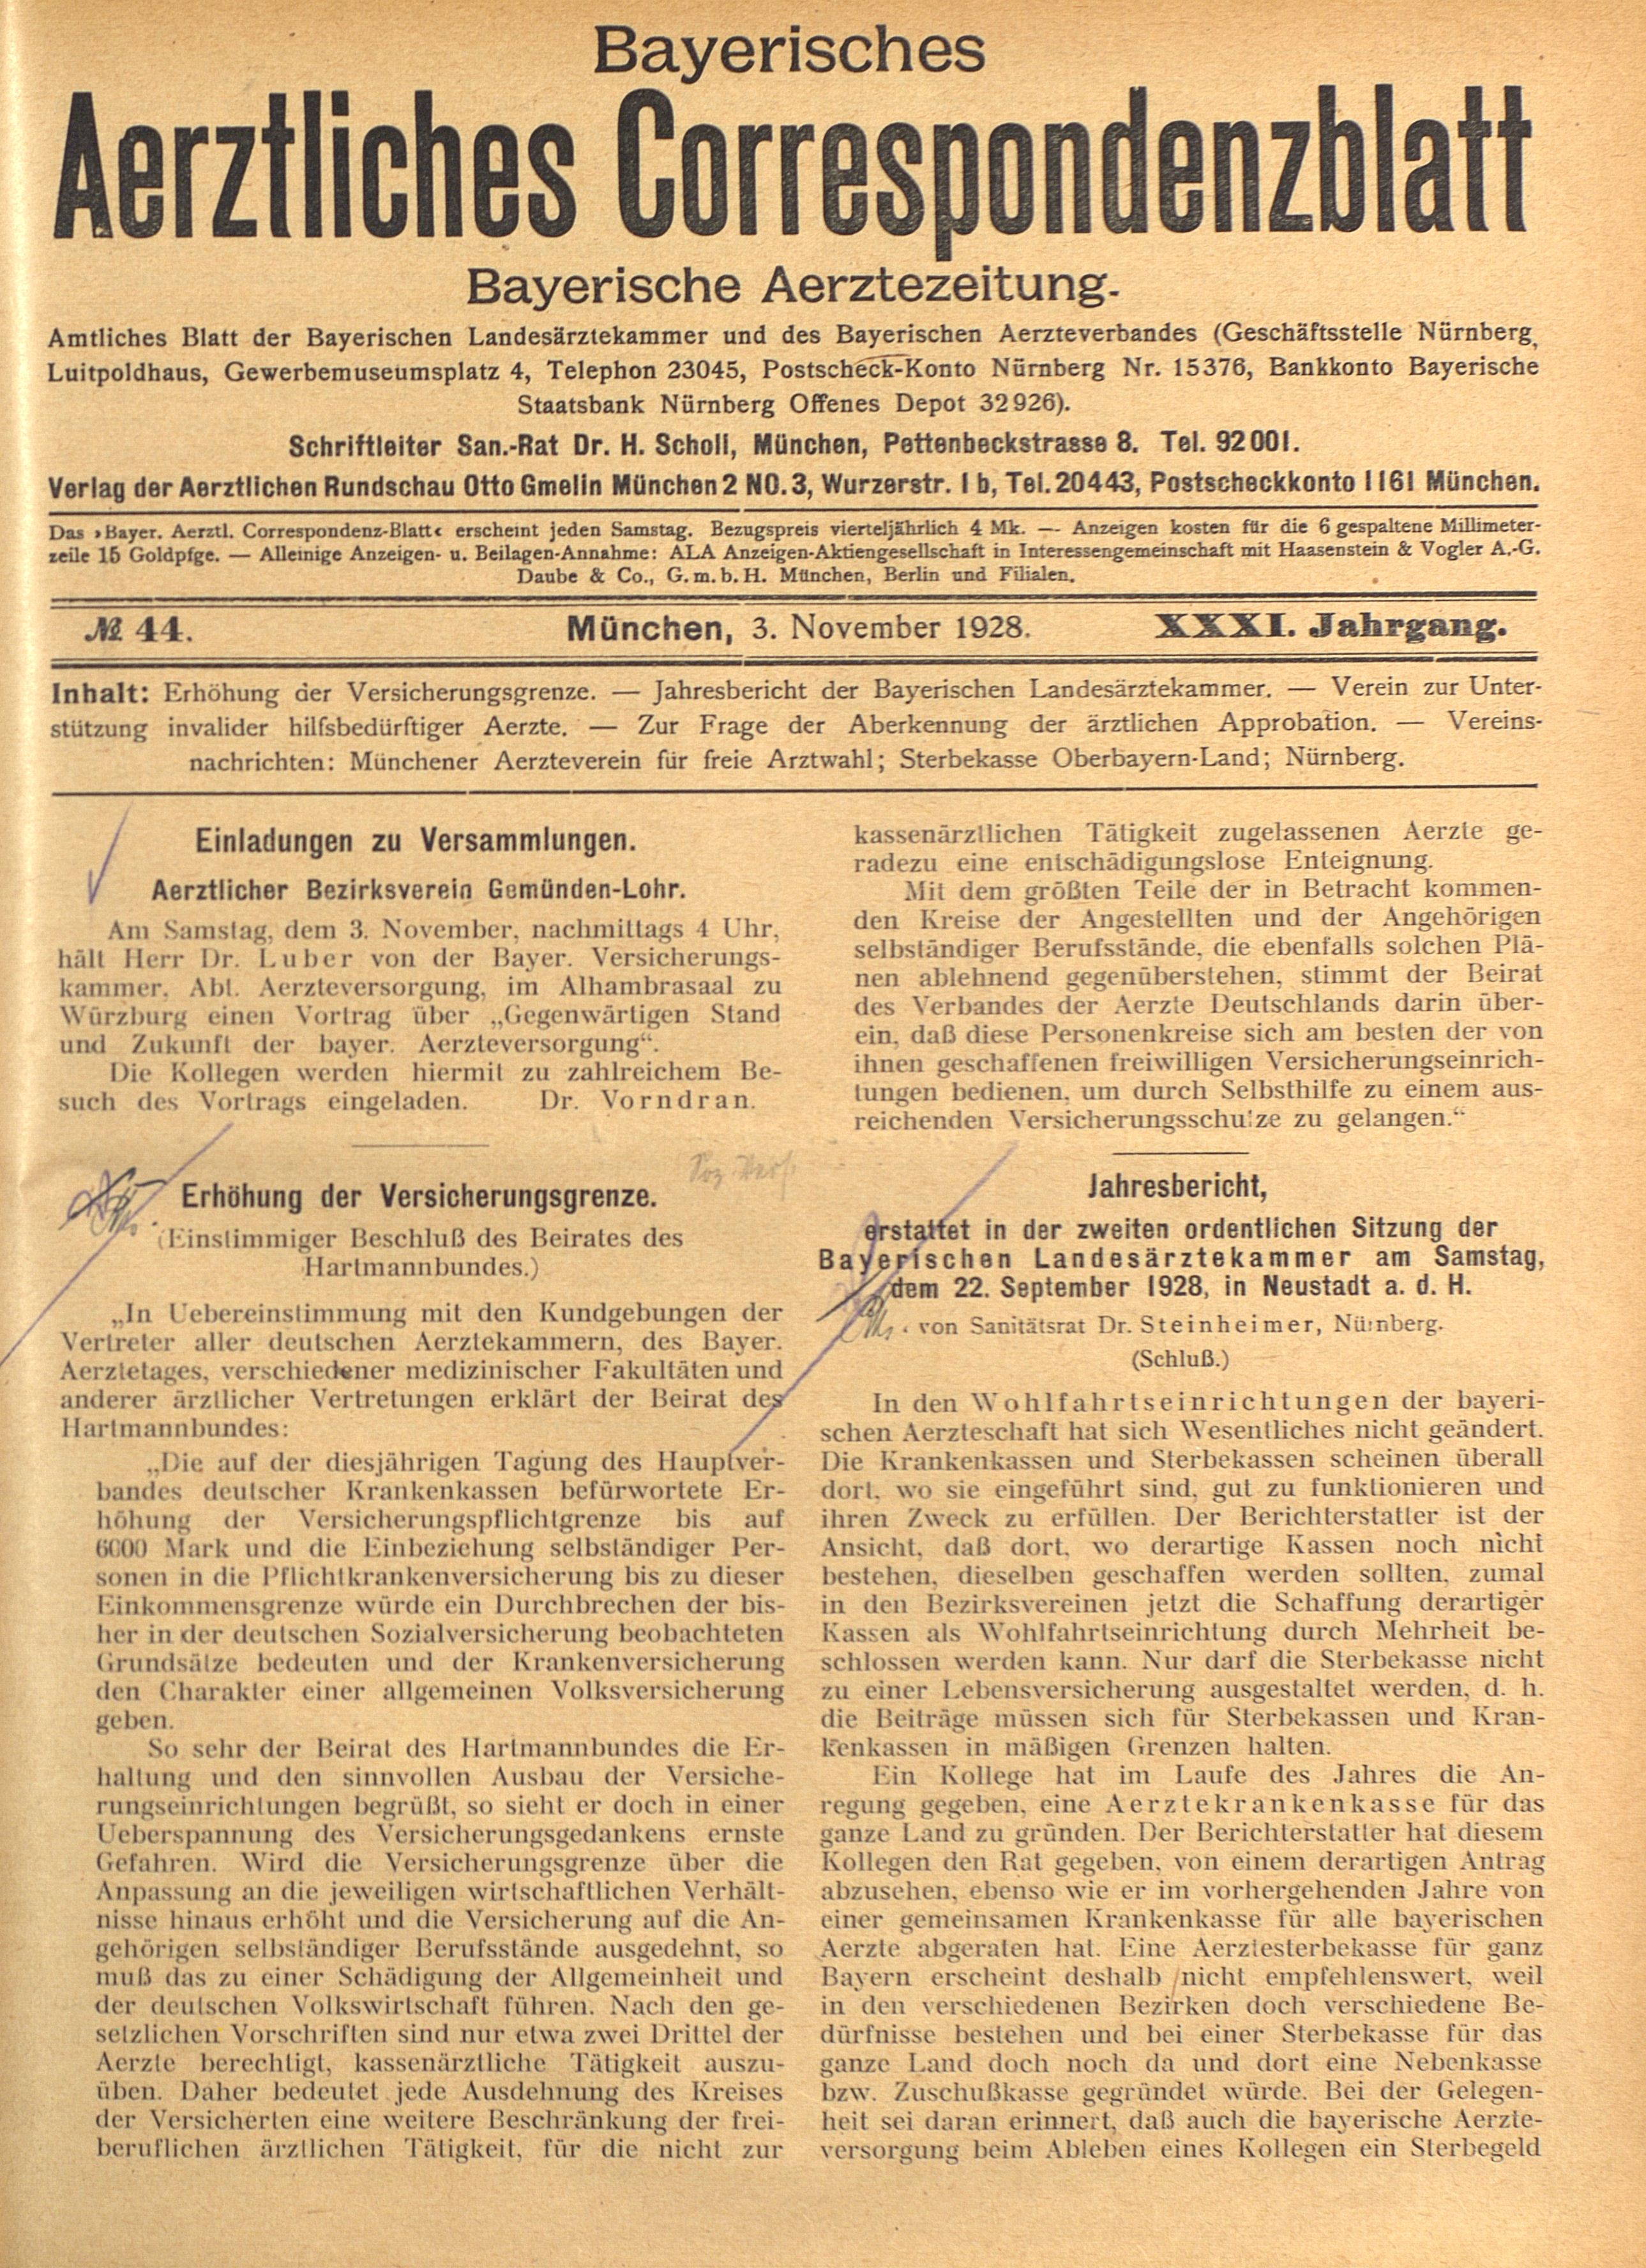 Bayerisches
Aerztliches Correspondenzblatt
Bayerische Aerztezeitung.
Amtliches Blatt der Bayerischen Landesärztekammer und des Bayerischen Aerzteverbandes (Geschäftsstelle Nürnberg,
Luitpoldhaus, Gewerbemuseumsplatz 4, Telephon 23045, Postscheck-Konto Nürnberg Nr. 15376, Bankkonto Bayerische
Staatsbank Nürnberg Offenes Depot 32926).
Schriftleiter San.-Rat Dr. H. Scholl, München, Pettenbeckstrasse 8. Tel. 92001.
Verlag der Aerztlichen Rundschau Otto Gmelin München 2 NO. 3, Wurzerstr. 1 b, Tel. 20443, Postscheckkonto 1161 München.
Das »Bayer. Aerztl. Correspondenz-Blatt« erscheint jeden Samstag. Bezugspreis vierteljährlich 4 Mk. — Anzeigen kosten für die 6 gespaltene Millimeter-
zeile 15 Goldpfge. — Alleinige Anzeigen- u. Beilagen-Annahme: ALA Anzeigen-Aktiengesellschaft in Interessengemeinschaft mit Haasenstein & Vogler A.-G.
Daube & Co., G. m. b. H. München, Berlin und Filialen.
№ 44. München, 3. November 1928. XXXI. Jahrgang.
Inhalt: Erhöhung der Versicherungsgrenze. — Jahresbericht der Bayerischen Landesärztekammer. — Verein zur Unter-
stützung invalider hilfsbedürftiger Aerzte. — Zur Frage der Aberkennung der ärztlichen Approbation. — Vereins-
nachrichten: Münchener Aerzteverein für freie Arztwahl; Sterbekasse Oberbayern-Land; Nürnberg.
Einladungen zu Versammlungen.
Aerztlicher Bezirksverein Gemünden-Lohr.
Am Samstag, dem 3. November, nachmittags 4 Uhr,
hält Herr Dr. Luber von der Bayer. Versicherungs-
kammer, Abt. Aerzteversorgung, im Alhambrasaal zu
Würzburg einen Vortrag über „Gegenwärtigen Stand
und Zukunft der bayer. Aerzteversorgung“.
Die Kollegen werden hiermit zu zahlreichem Be-
such des Vortrags eingeladen. Dr. Vorndran.
Erhöhung der Versicherungsgrenze.
(Einstimmiger Beschluß des Beirates des
Hartmannbundes.)
„In Uebereinstimmung mit den Kundgebungen der
Vertreter aller deutschen Aerztekammern, des Bayer.
Aerztetages, verschiedener medizinischer Fakultäten und
anderer ärztlicher Vertretungen erklärt der Beirat des
Hartmannbundes:
„Die auf der diesjährigen Tagung des Hauptver-
bandes deutscher Krankenkassen befürwortete Er-
höhung der Versicherungspflichtgrenze bis auf
6000 Mark und die Einbeziehung selbständiger Per-
sonen in die Pflichtkrankenversicherung bis zu dieser
Einkommensgrenze würde ein Durchbrechen der bis-
her in der deutschen Sozialversicherung beobachteten
Grundsätze bedeuten und der Krankenversicherung
den Charakter einer allgemeinen Volksversicherung
geben.
So sehr der Beirat des Hartmannbundes die Er-
haltung und den sinnvollen Ausbau der Versiche-
rungseinrichtungen begrüßt, so sieht er doch in einer
Ueberspannung des Versicherungsgedankens ernste
Gefahren. Wird die Versicherungsgrenze über die
Anpassung an die jeweiligen wirtschaftlichen Verhält-
nisse hinaus erhöht und die Versicherung auf die An-
gehörigen selbständiger Berufsstände ausgedehnt, so
muß das zu einer Schädigung der Allgemeinheit und
der deutschen Volkswirtschaft führen. Nach den ge-
setzlichen Vorschriften sind nur etwa zwei Drittel der
Aerzte berechtigt, kassenärztliche Tätigkeit auszu-
üben. Daher bedeutet jede Ausdehnung des Kreises
der Versicherten eine weitere Beschränkung der frei-
beruflichen ärztlichen Tätigkeit, für die nicht zur
kassenärztlichen Tätigkeit zugelassenen Aerzte ge-
radezu eine entschädigungslose Enteignung.
Mit dem größten Teile der in Betracht kommen-
den Kreise der Angestellten und der Angehörigen
selbständiger Berufsstände, die ebenfalls solchen Plä-
nen ablehnend gegenüberstehen, stimmt der Beirat
des Verbandes der Aerzte Deutschlands darin über-
ein, daß diese Personenkreise sich am besten der von
ihnen geschaffenen freiwilligen Versicherungseinrich-
tungen bedienen, um durch Selbsthilfe zu einem aus-
reichenden Versicherungsschutze zu gelangen.“
Jahresbericht,
erstattet in der zweiten ordentlichen Sitzung der
Bayerischen Landesärztekammer am Samstag,
dem 22. September 1928, in Neustadt a. d. H.
von Sanitätsrat Dr. Steinheimer, Nürnberg.
(Schluß.)
In den Wohlfahrtseinrichtungen der bayeri-
schen Aerzteschaft hat sich Wesentliches nicht geändert.
Die Krankenkassen und Sterbekassen scheinen überall
dort, wo sie eingeführt sind, gut zu funktionieren und
ihren Zweck zu erfüllen. Der Berichterstatter ist der
Ansicht, daß dort, wo derartige Kassen noch nicht
bestehen, dieselben geschaffen werden sollten, zumal
in den Bezirksvereinen jetzt die Schaffung derartiger
Kassen als Wohlfahrtseinrichtung durch Mehrheit be-
schlossen werden kann. Nur darf die Sterbekasse nicht
zu einer Lebensversicherung ausgestaltet werden, d. h.
die Beiträge müssen sich für Sterbekassen und Kran-
kenkassen in mäßigen Grenzen halten.
Ein Kollege hat im Laufe des Jahres die An-
regung gegeben, eine Aerztekrankenkasse für das
ganze Land zu gründen. Der Berichterstatter hat diesem
Kollegen den Rat gegeben, von einem derartigen Antrag
abzusehen, ebenso wie er im vorhergehenden Jahre von
einer gemeinsamen Krankenkasse für alle bayerischen
Aerzte abgeraten hat. Eine Aerztesterbekasse für ganz
Bayern erscheint deshalb nicht empfehlenswert, weil
in den verschiedenen Bezirken doch verschiedene Be-
dürfnisse bestehen und bei einer Sterbekasse für das
ganze Land doch noch da und dort eine Nebenkasse
bzw. Zuschußkasse gegründet würde. Bei der Gelegen-
heit sei daran erinnert, daß auch die bayerische Aerzte-
versorgung beim Ableben eines Kollegen ein Sterbegeld